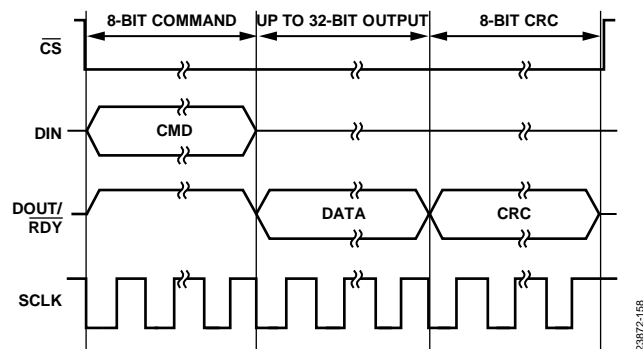 8-BIT COMMAND
UP TO 32-BIT OUTPUT
8-BIT CRC
CS
DIN
CMD
DOUT/
RDY
DATA
CRC
SCLK
23872-158